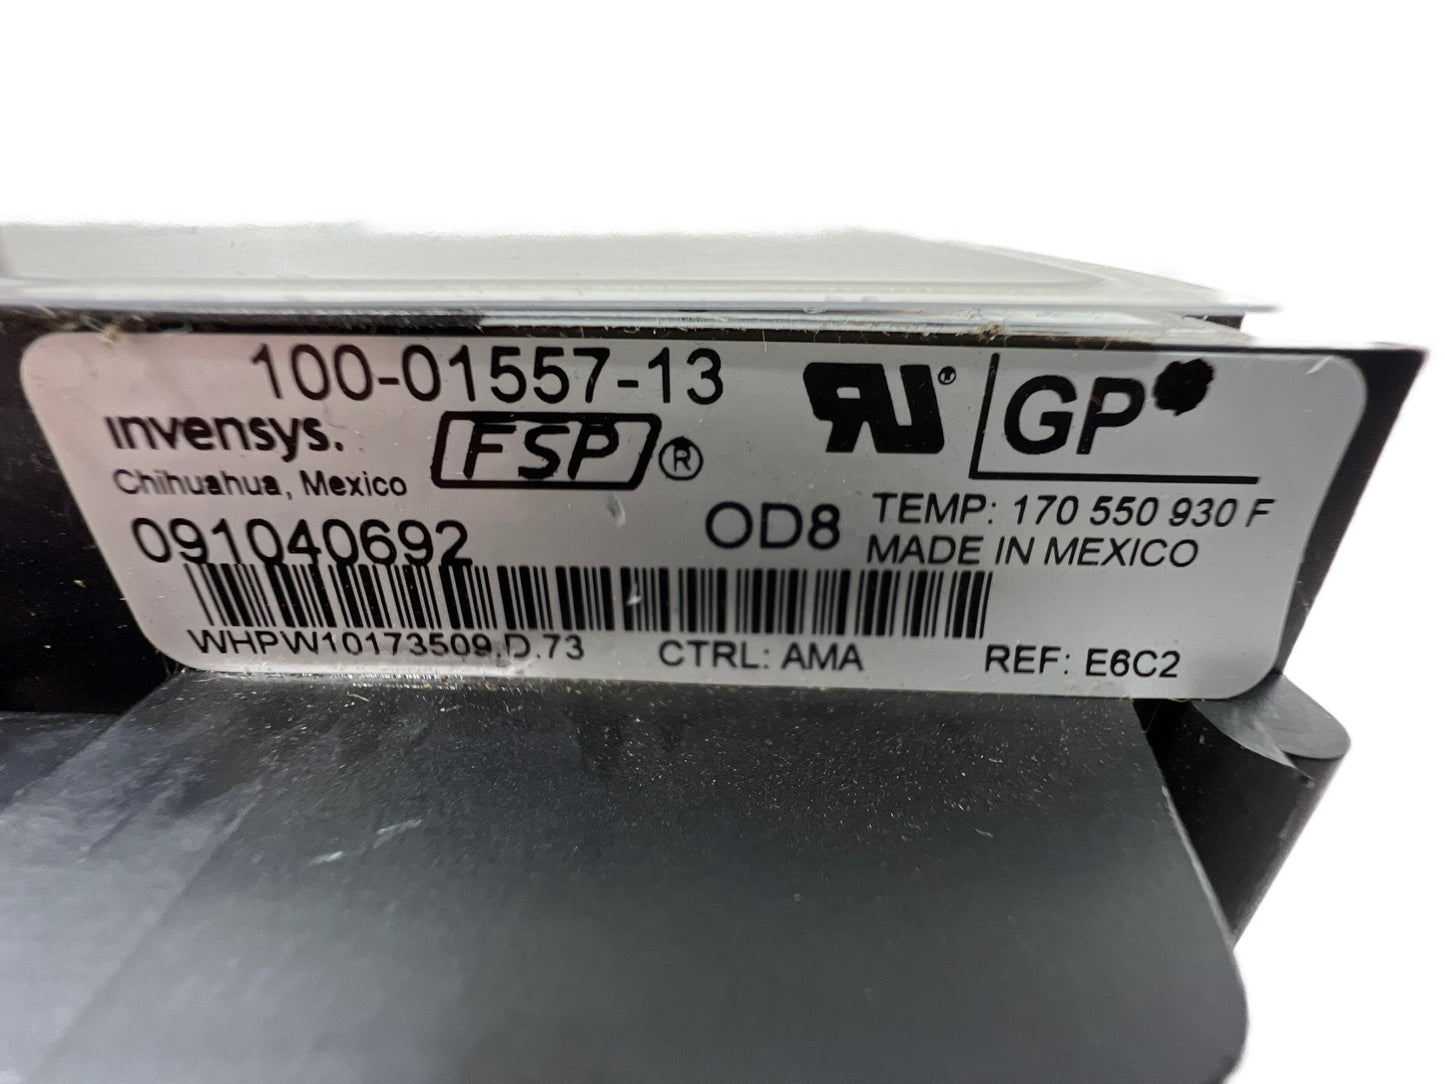 100-01557-13
invensys.
FSP®
Chihuahua, Mexico
RU®
GP
091040692
OD8
TEMP: 170 550 930 F
MADE IN MEXICO
WHPW10173509.D.73
CTRL: AMA
REF: E6C2